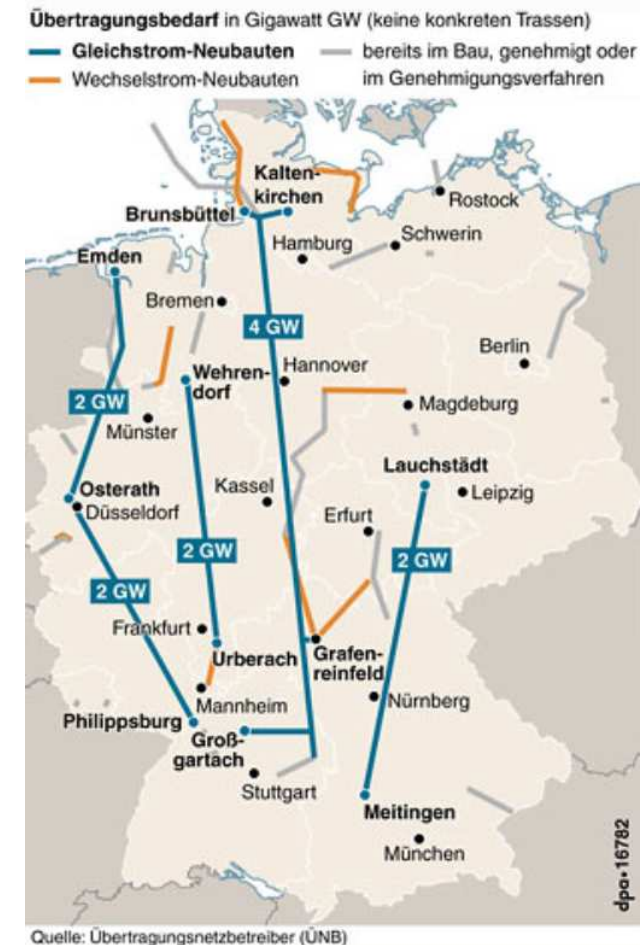 Übertragungsbedarf in Gigawatt GW (keine konkreten Trassen)
Gleichstrom-Neubauten
bereits im Bau, genehmigt oder
Wechselstrom-Neubauten
im Genehmigungsverfahren
Kalten-
kirchen
Rostock
Brunsbüttel
Schwerin
Hamburg
Emden
Bremen
4 GW
Berlin
Hannover
Wehren-
dorf
2 GW
Magdeburg
Münster
Lauchstädt
Kassel
Osterath
Leipzig
Düsseldorf
Erfurt
2 GW
2 GW
2 GW
Frankfurt
Urberach
Grafen-
reinfeld
Nürnberg
Mannheim
Philippsburg
Groß-
gartach
Stuttgart
Meitingen
München
dpa•16782
Quelle: Übertragungsnetzbetreiber (ÜNB)